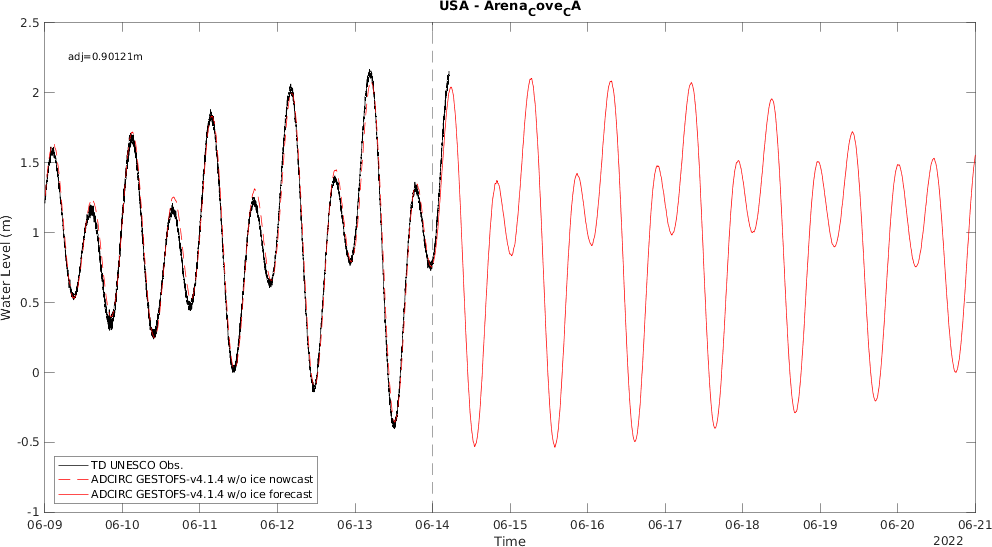 USA - Arena_Cove_CA
adj=0.90121m
2.5
2
1.5
1
0.5
0
-0.5
-1
Water Level (m)
TD UNESCO Obs.
ADCIRC GESTOFS-v4.1.4 w/o ice nowcast
ADCIRC GESTOFS-v4.1.4 w/o ice forecast
06-09 06-10 06-11 06-12 06-13 06-14 06-15 06-16 06-17 06-18 06-19 06-20 06-21
Time
2022